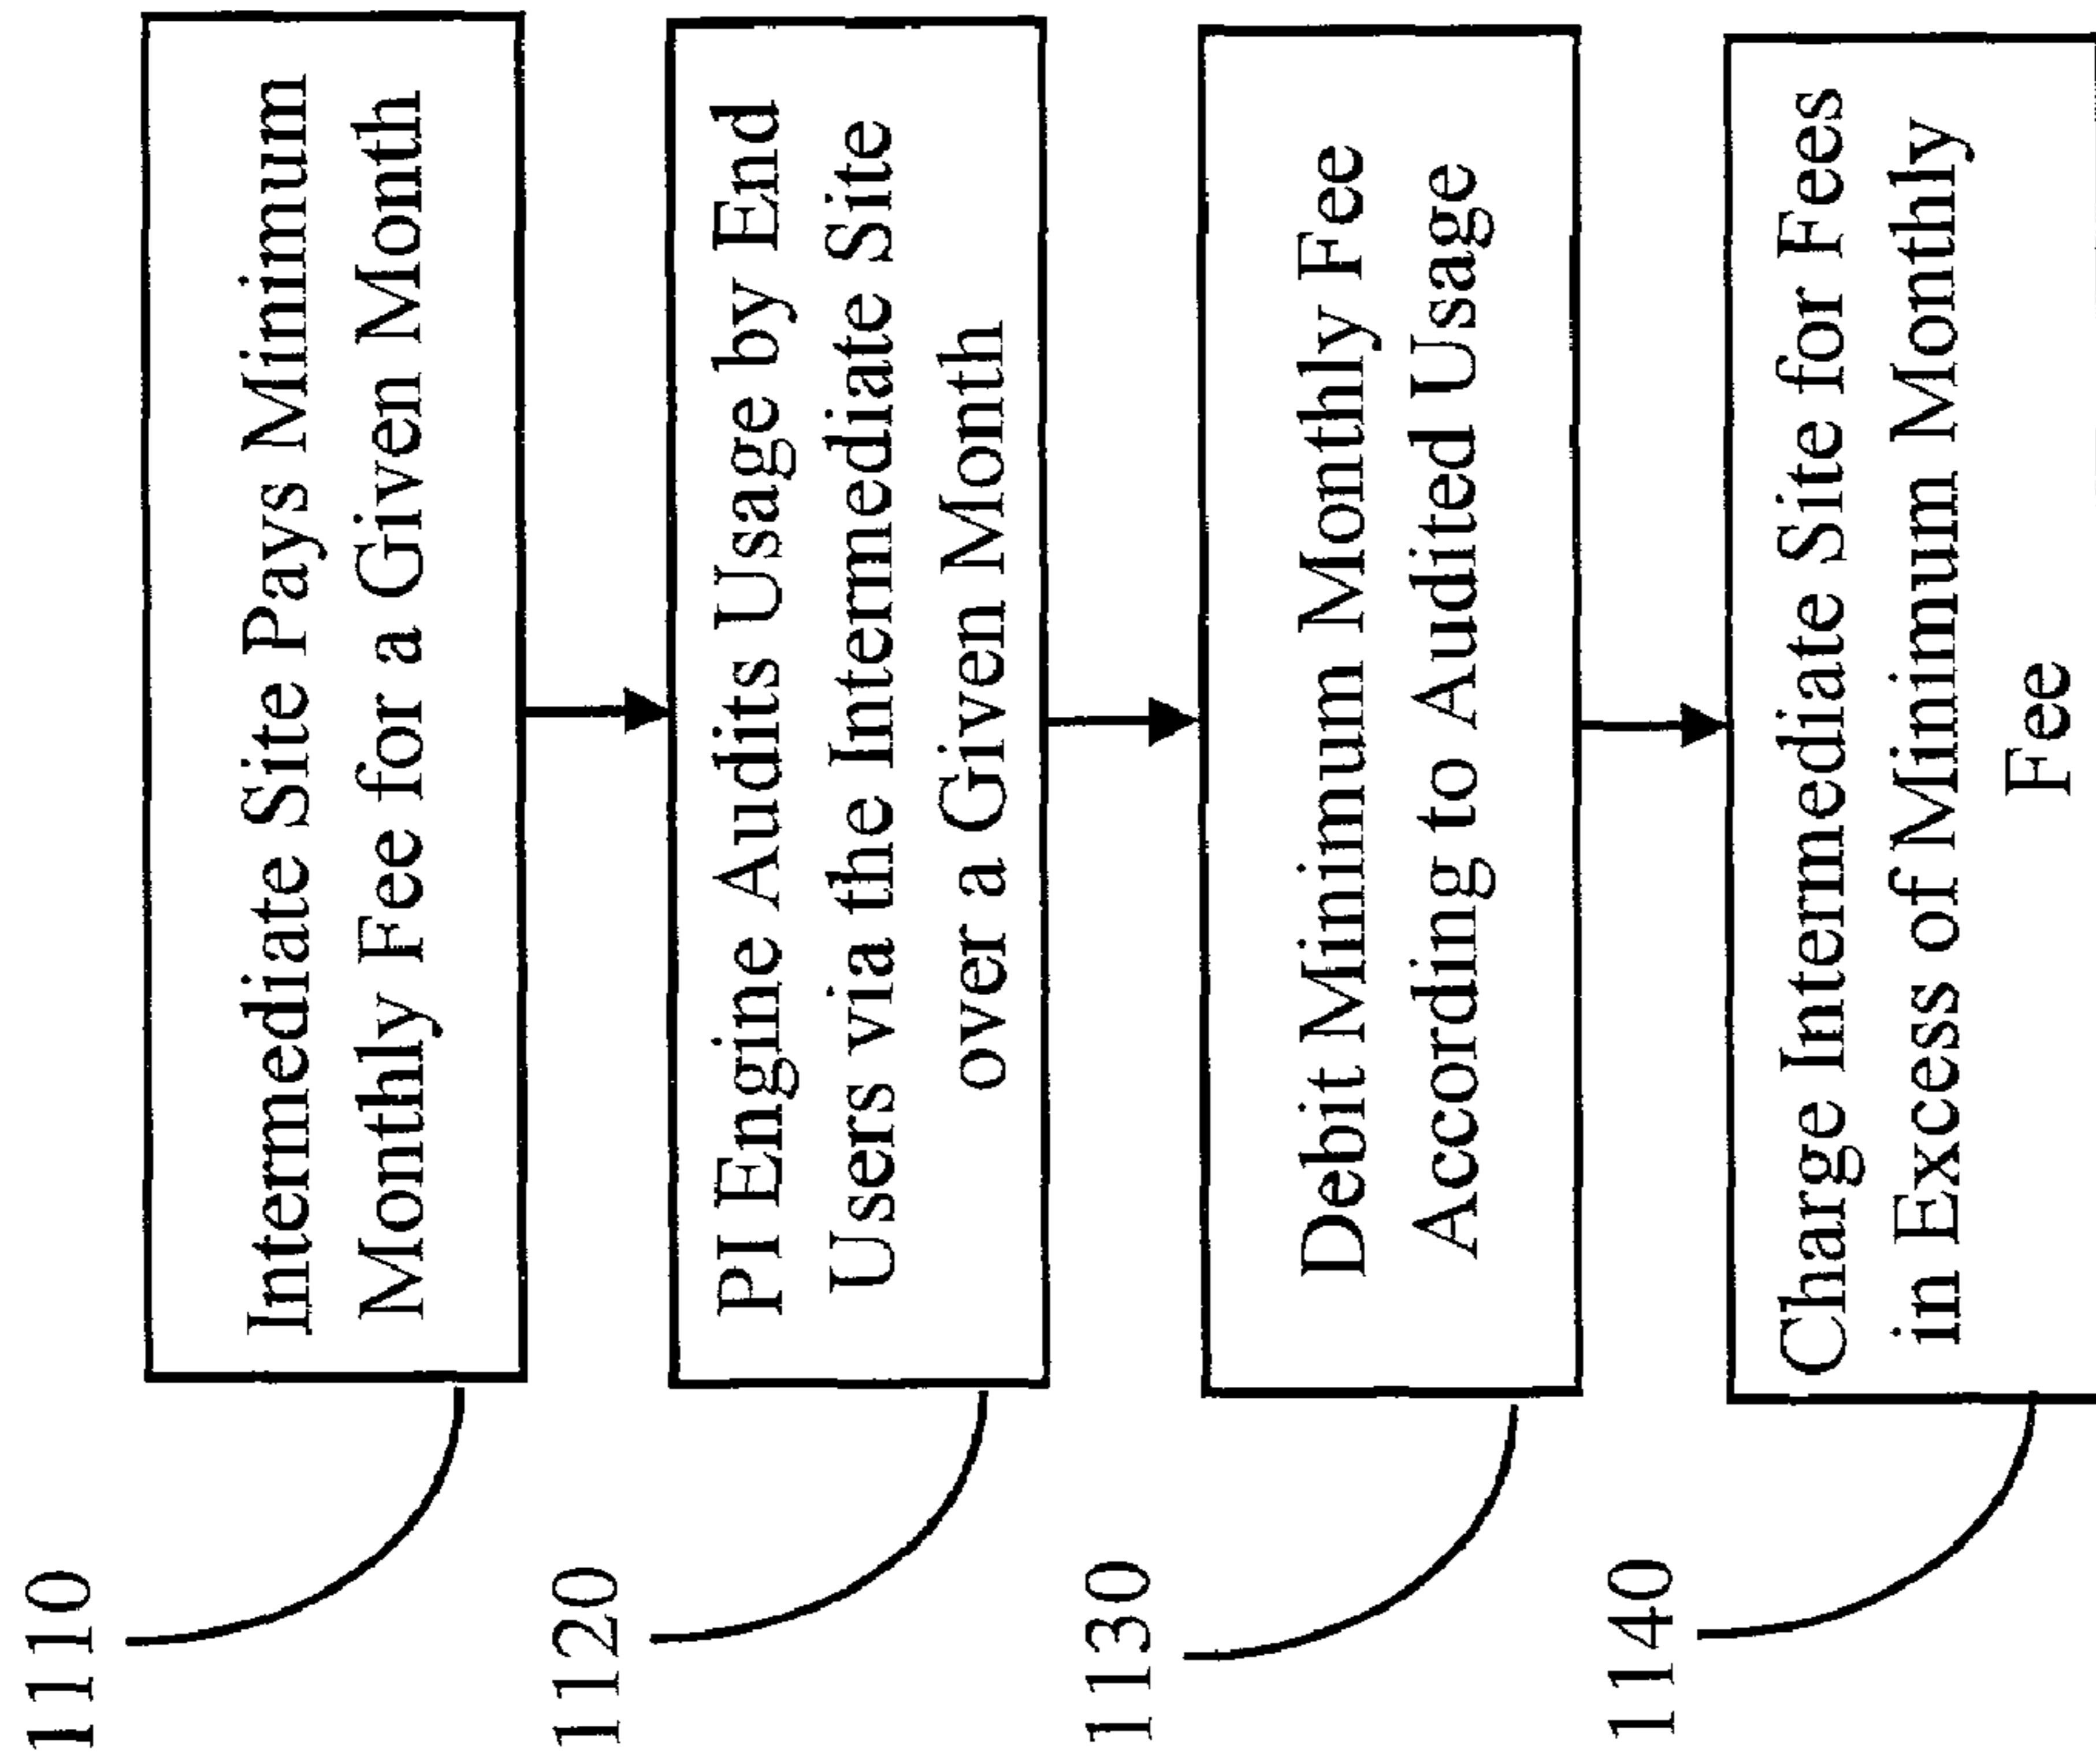 1110
Intermediate Site Pays Minimum
Monthly Fee for a Given Month
1120
PI Engine Audits Usage by End
Users via the Intermediate Site
over a Given Month
1130
Debit Minimum Monthly Fee
According to Audited Usage
1140
Charge Intermediate Site for Fees
in Excess of Minimum Monthly
Fee